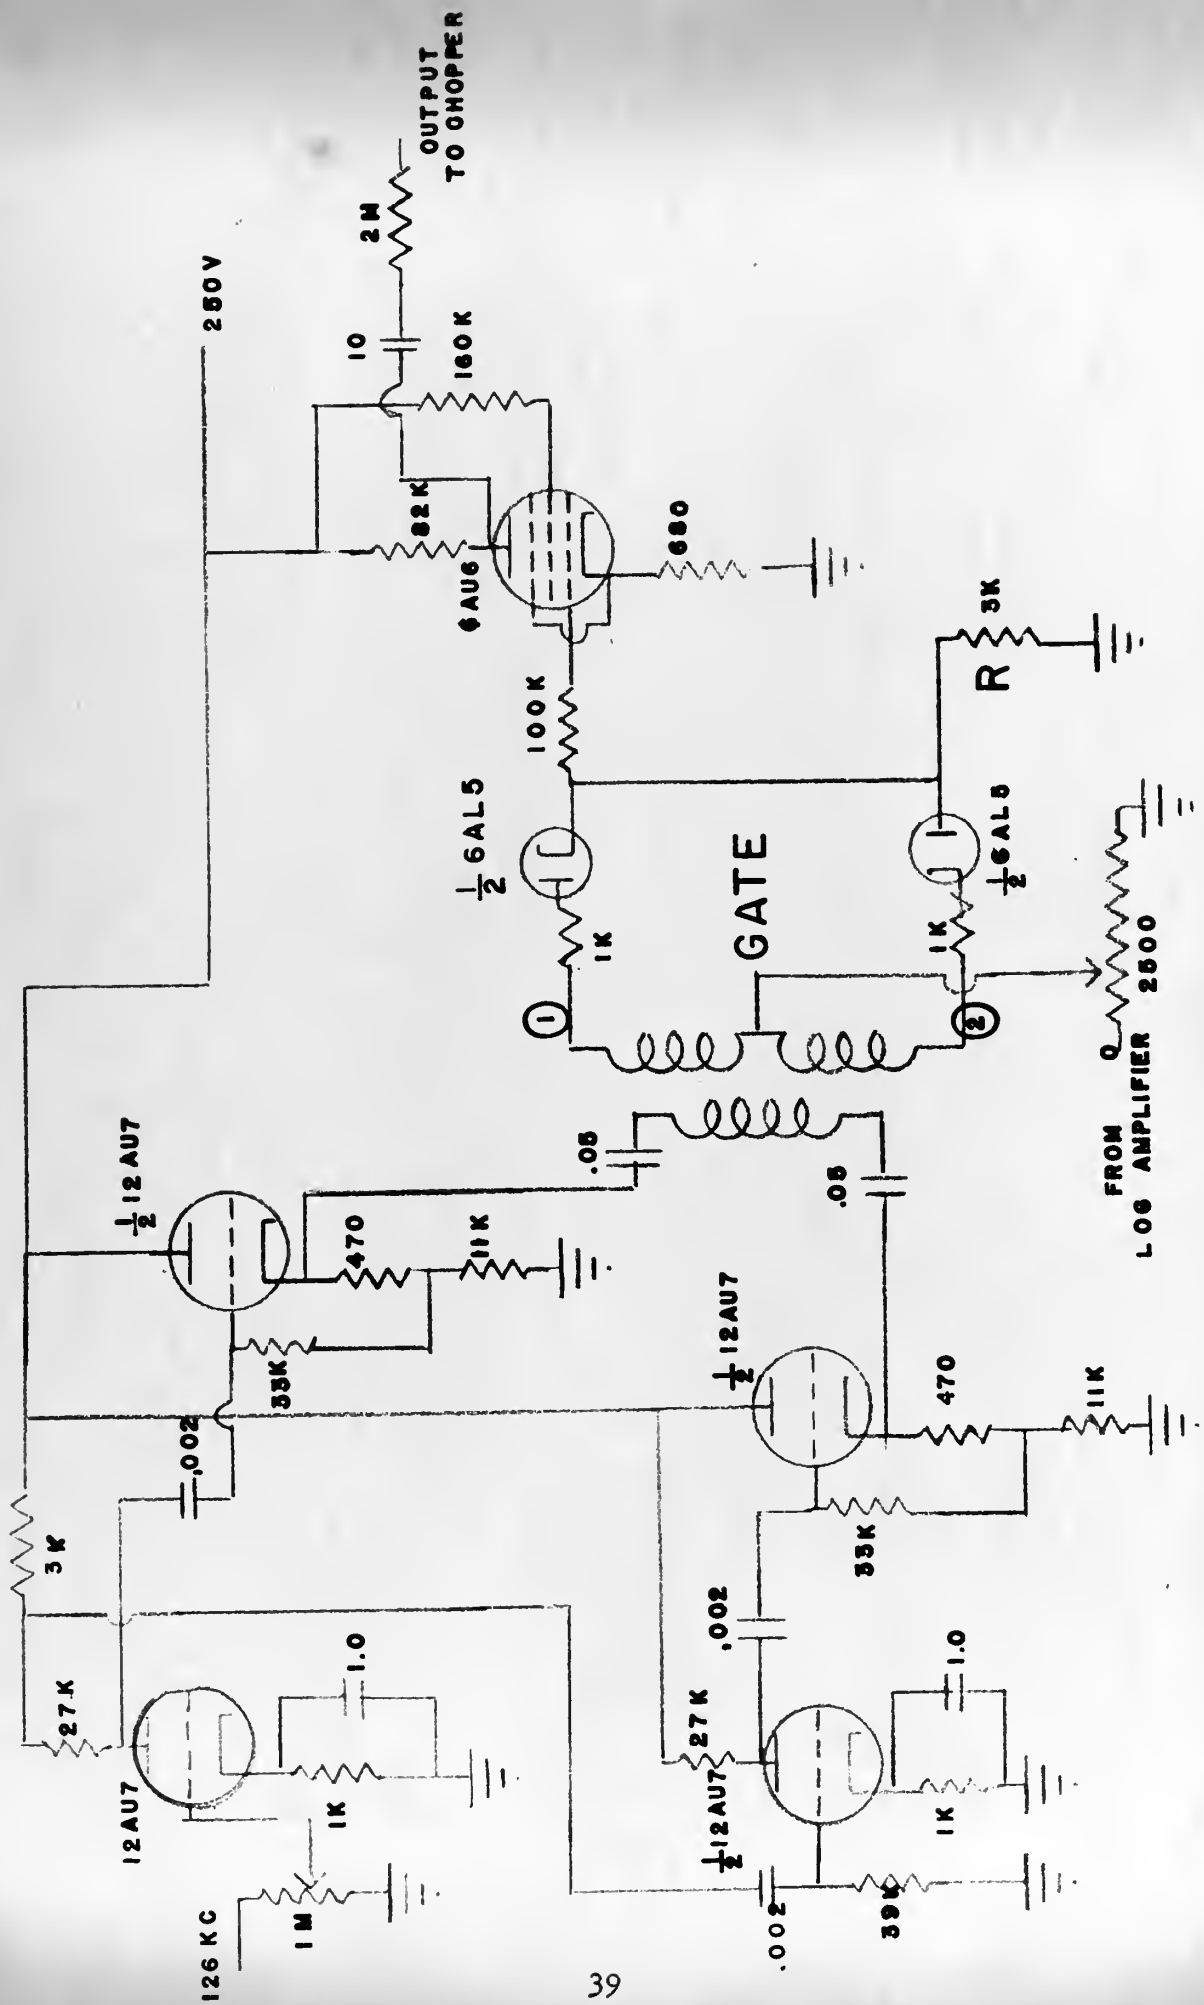 126 KC
1M
12AU7
27K
3K
1K
1.0
,002
33K
½ 12AU7
470
11K
.05
250V
.002
39K
½ 12AU7
27K
1K
1.0
,002
33K
½ 12AU7
470
11K
.05
1
2
GATE
1K
½ 6AL5
1K
½ 6AL5
FROM
LOG AMPLIFIER
Q
2500
100K
R
3K
6AU6
82K
680
160K
10
2M
OUTPUT
TO CHOPPER
39